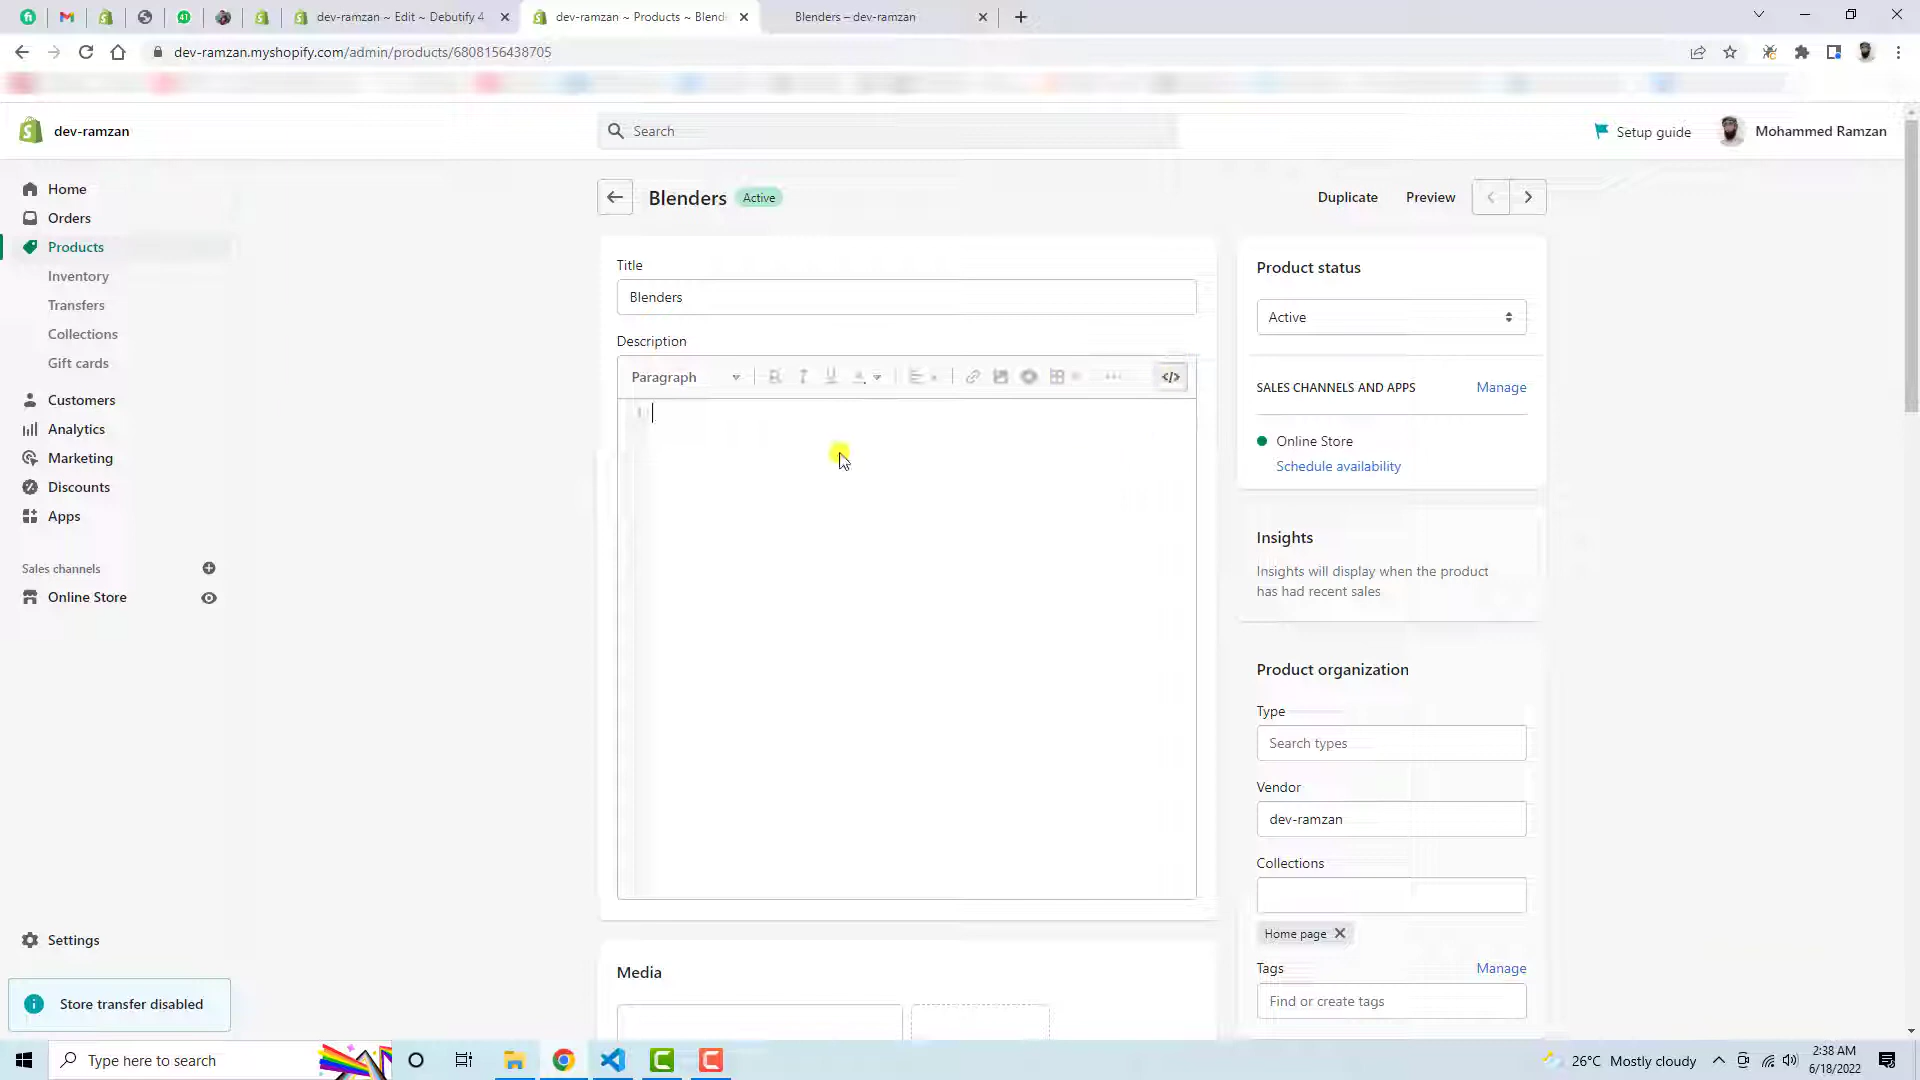 dev-ramzan ~ Edit ~ Debutify 4
dev-ramzan ~ Products ~ Blend
Blenders – dev-ramzan
dev-ramzan.myshopify.com/admin/products/6808156438705
dev-ramzan
Search
Setup guide
Mohammed Ramzan
Home
Orders
Products
Inventory
Transfers
Collections
Gift cards
Customers
Analytics
Marketing
Discounts
Apps
Sales channels
Online Store
Settings
Store transfer disabled
Blenders
Active
Duplicate
Preview
Title
Blenders
Description
Paragraph
B I U A
</>
1
Media
Product status
Active
SALES CHANNELS AND APPS
Manage
Online Store
Schedule availability
Insights
Insights will display when the product
has had recent sales
Product organization
Type
Search types
Vendor
dev-ramzan
Collections
Home page
Tags
Manage
Find or create tags
Type here to search
26°C Mostly cloudy
2:38 AM
6/18/2022